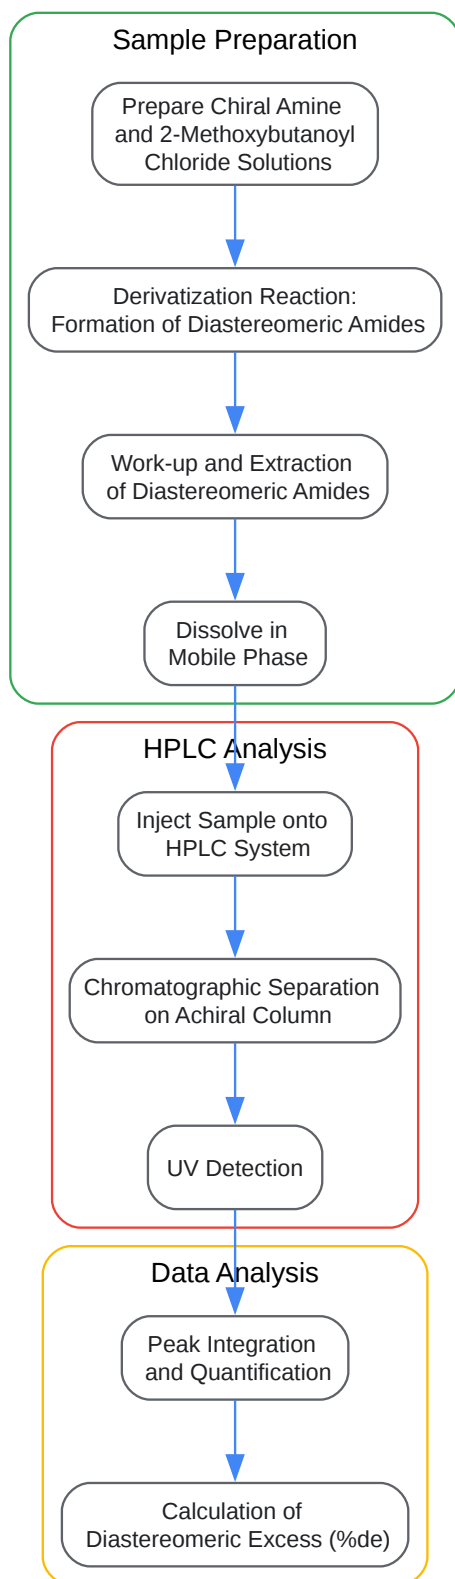 Sample Preparation
Prepare Chiral Amine
and 2-Methoxybutanoyl
Chloride Solutions
Derivatization Reaction:
Formation of Diastereomeric Amides
Work-up and Extraction
of Diastereomeric Amides
Dissolve in
Mobile Phase
HPLC Analysis
Inject Sample onto
HPLC System
Chromatographic Separation
on Achiral Column
UV Detection
Data Analysis
Peak Integration
and Quantification
Calculation of
Diastereomeric Excess (%de)